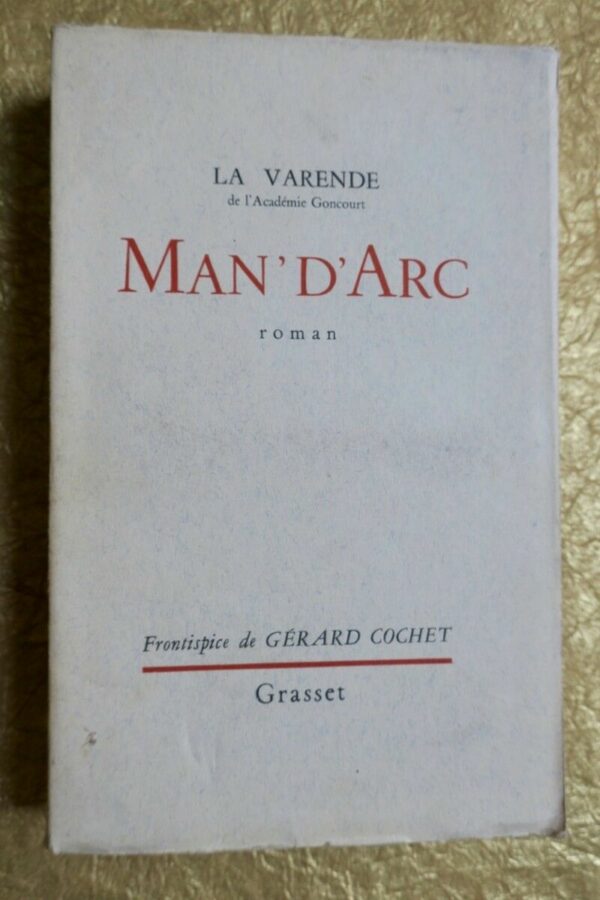 LA VARENDE
de l'Académie Goncourt
MAN' D'ARC
roman
Frontispice de GÉRARD COCHET
Grasset